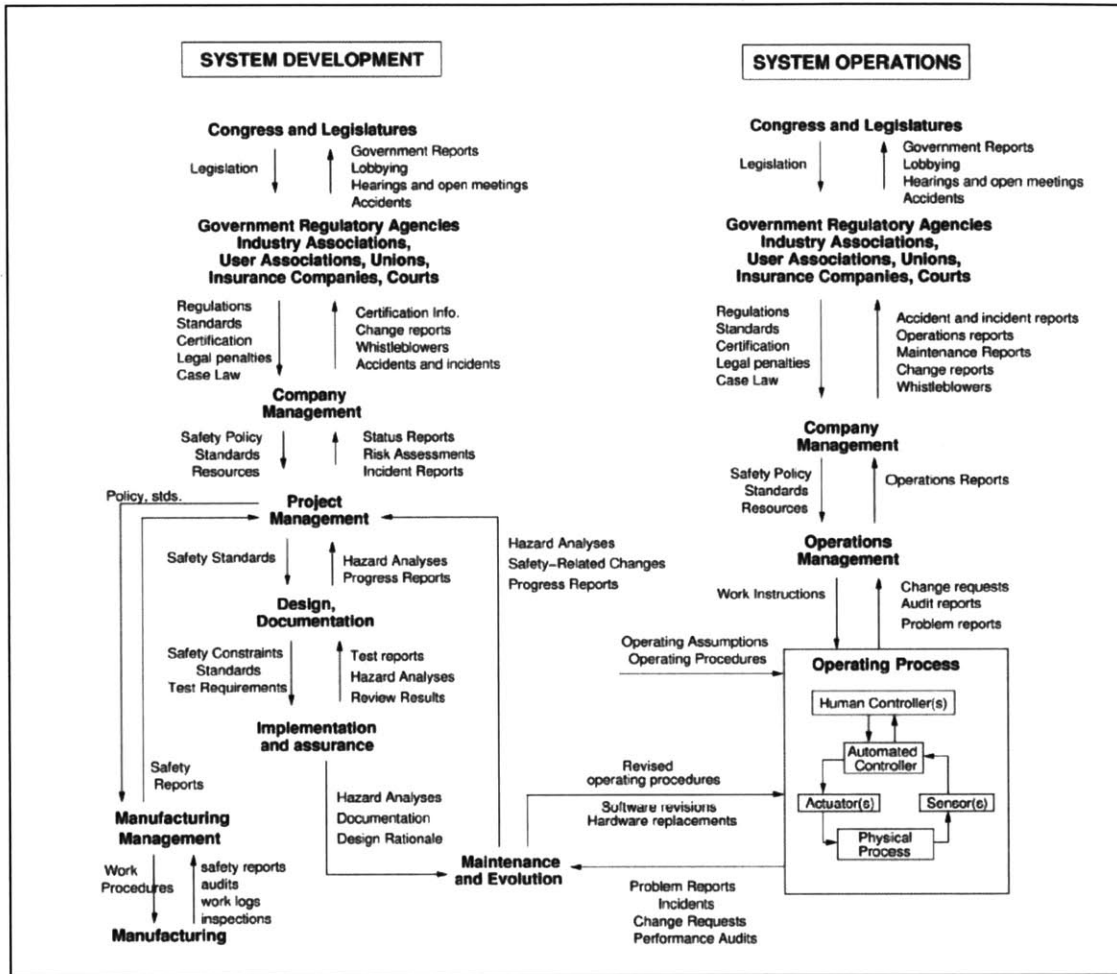 SYSTEM DEVELOPMENT
Congress and Legislatures
Legislation
Government Reports
Lobbying
Hearings and open meetings
Accidents
Government Regulatory Agencies
Industry Associations,
User Associations, Unions,
Insurance Companies, Courts
Regulations
Standards
Certification
Legal penalties
Case Law
Certification Info.
Change reports
Whistleblowers
Accidents and incidents
Company
Management
Safety Policy
Standards
Resources
Status Reports
Risk Assessments
Incident Reports
Policy, stds.
Project
Management
Safety Standards
Hazard Analyses
Progress Reports
Hazard Analyses
Safety-Related Changes
Progress Reports
Design,
Documentation
Safety Constraints
Standards
Test Requirements
Test reports
Hazard Analyses
Review Results
Implementation
and assurance
Safety
Reports
Hazard Analyses
Documentation
Design Rationale
Manufacturing
Management
Work
Procedures
safety reports
audits
work logs
inspections
Manufacturing
Maintenance
and Evolution
SYSTEM OPERATIONS
Congress and Legislatures
Legislation
Government Reports
Lobbying
Hearings and open meetings
Accidents
Government Regulatory Agencies
Industry Associations,
User Associations, Unions,
Insurance Companies, Courts
Regulations
Standards
Certification
Legal penalties
Case Law
Accident and incident reports
Operations reports
Maintenance Reports
Change reports
Whistleblowers
Company
Management
Safety Policy
Standards
Resources
Operations Reports
Operations
Management
Work Instructions
Change requests
Audit reports
Problem reports
Operating Assumptions
Operating Procedures
Operating Process
Human Controller(s)
Automated
Controller
Actuator(s)
Sensor(s)
Physical
Process
Revised
operating procedures
Software revisions
Hardware replacements
Problem Reports
Incidents
Change Requests
Performance Audits